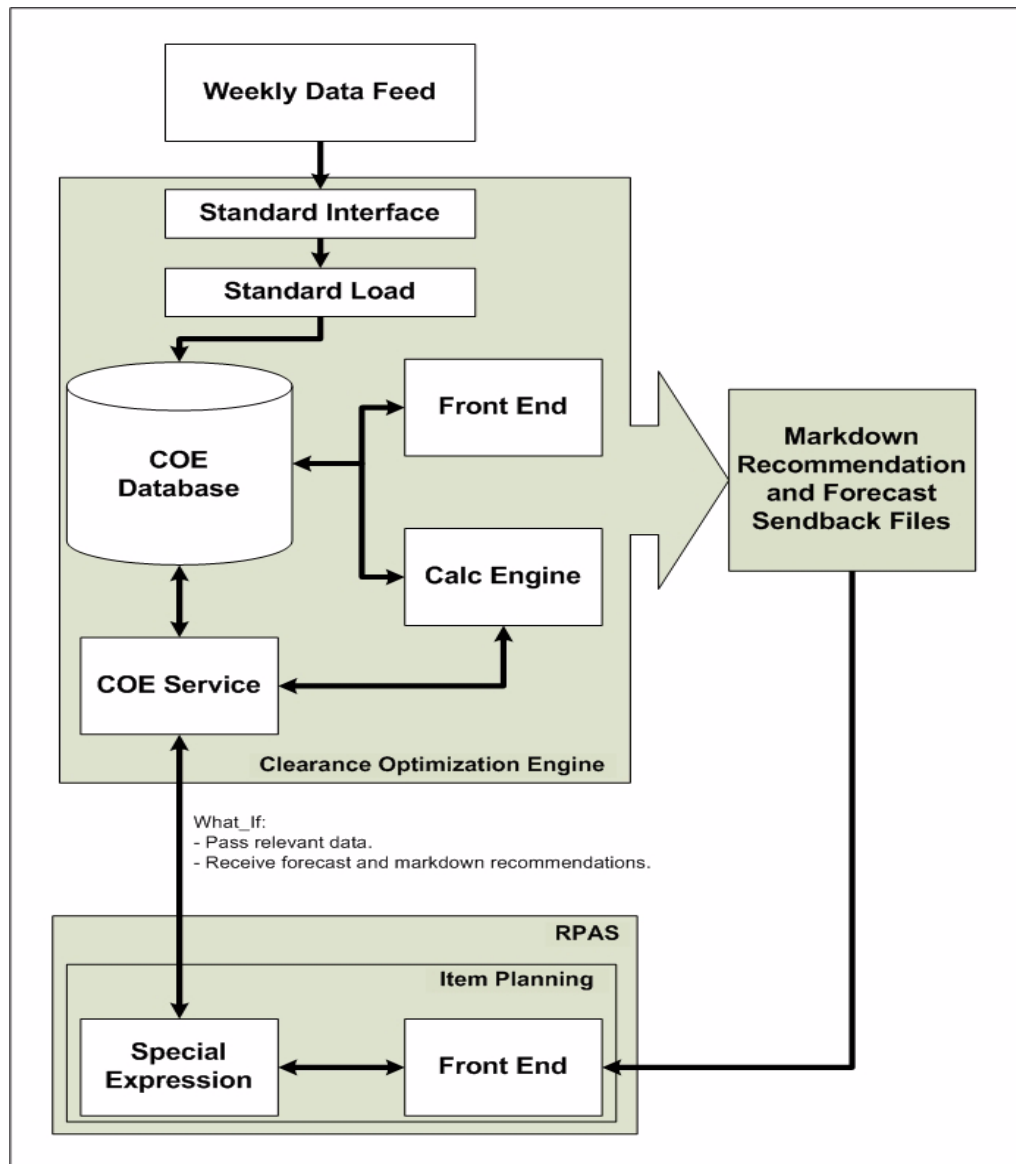 Weekly Data Feed
Standard Interface
Standard Load
COE
Database
Front End
Calc Engine
COE Service
Clearance Optimization Engine
Markdown
Recommendation
and Forecast
Sendback Files
What_If:
- Pass relevant data.
- Receive forecast and markdown recommendations.
RPAS
Item Planning
Special
Expression
Front End